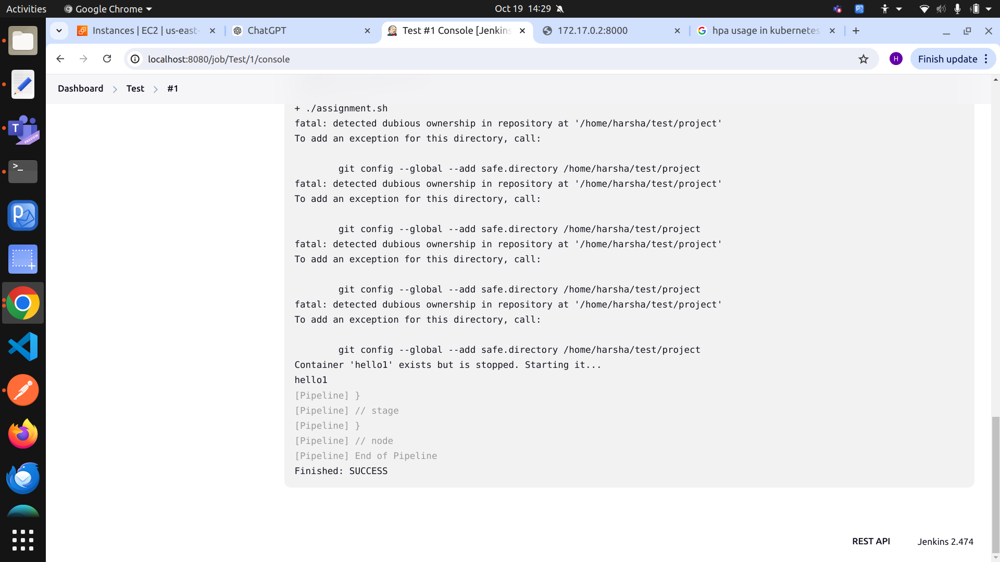 Activities
Google Chrome
Oct 19 14:29
Instances | EC2 | us-east-
ChatGPT
Test #1 Console [Jenkins
172.17.0.2:8000
hpa usage in kubernetes
localhost:8080/job/Test/1/console
H
Finish update
Dashboard
Test
#1
+ ./assignment.sh
fatal: detected dubious ownership in repository at '/home/harsha/test/project'
To add an exception for this directory, call:
git config --global --add safe.directory /home/harsha/test/project
fatal: detected dubious ownership in repository at '/home/harsha/test/project'
To add an exception for this directory, call:
git config --global --add safe.directory /home/harsha/test/project
fatal: detected dubious ownership in repository at '/home/harsha/test/project'
To add an exception for this directory, call:
git config --global --add safe.directory /home/harsha/test/project
fatal: detected dubious ownership in repository at '/home/harsha/test/project'
To add an exception for this directory, call:
git config --global --add safe.directory /home/harsha/test/project
Container 'hello1' exists but is stopped. Starting it...
hello1
[Pipeline] }
[Pipeline] // stage
[Pipeline] }
[Pipeline] // node
[Pipeline] End of Pipeline
Finished: SUCCESS
REST API
Jenkins 2.474
T
PREVIEW
>_
p